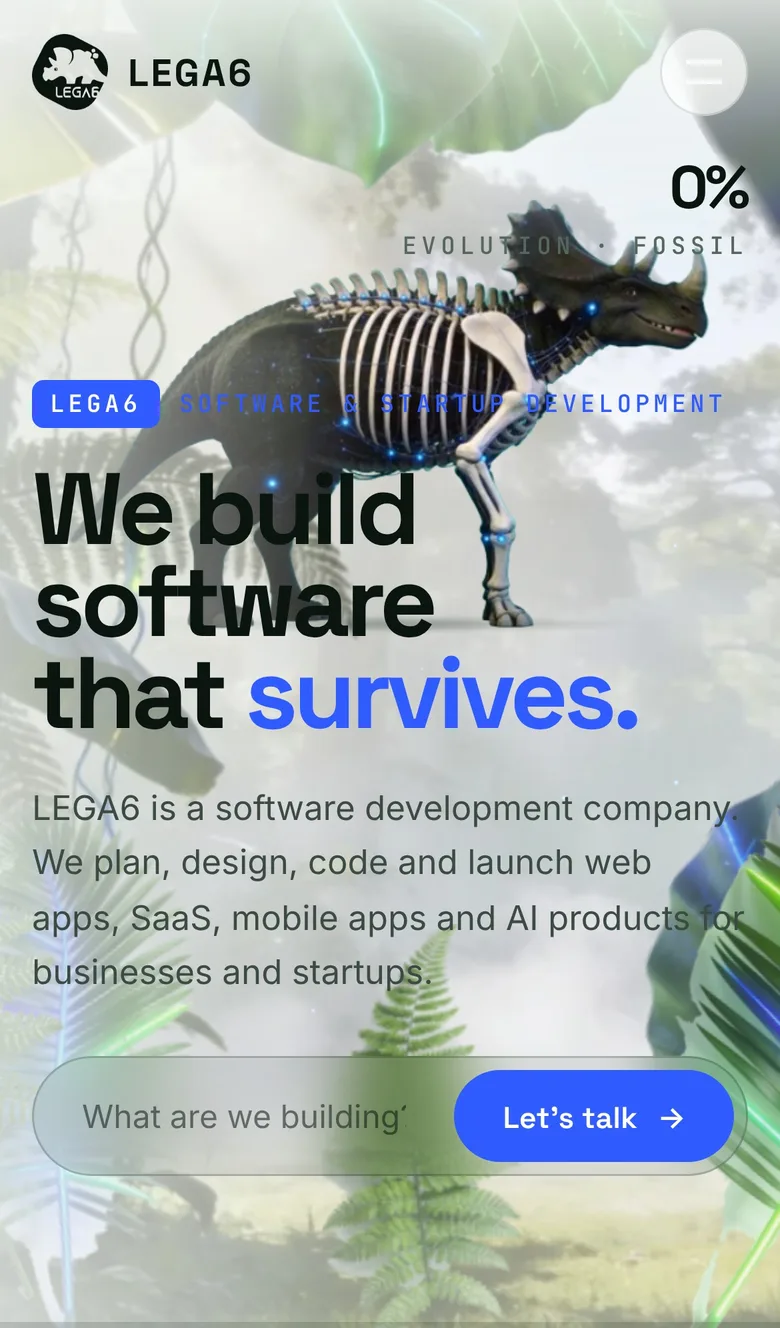 LEGA6
LEGA6
0%
EVOLUTION · FOSSIL
LEGA6 SOFTWARE & STARTUP DEVELOPMENT
We build
software
that survives.
LEGA6 is a software development company.
We plan, design, code and launch web
apps, SaaS, mobile apps and AI products for
businesses and startups.
What are we building
Let's talk →